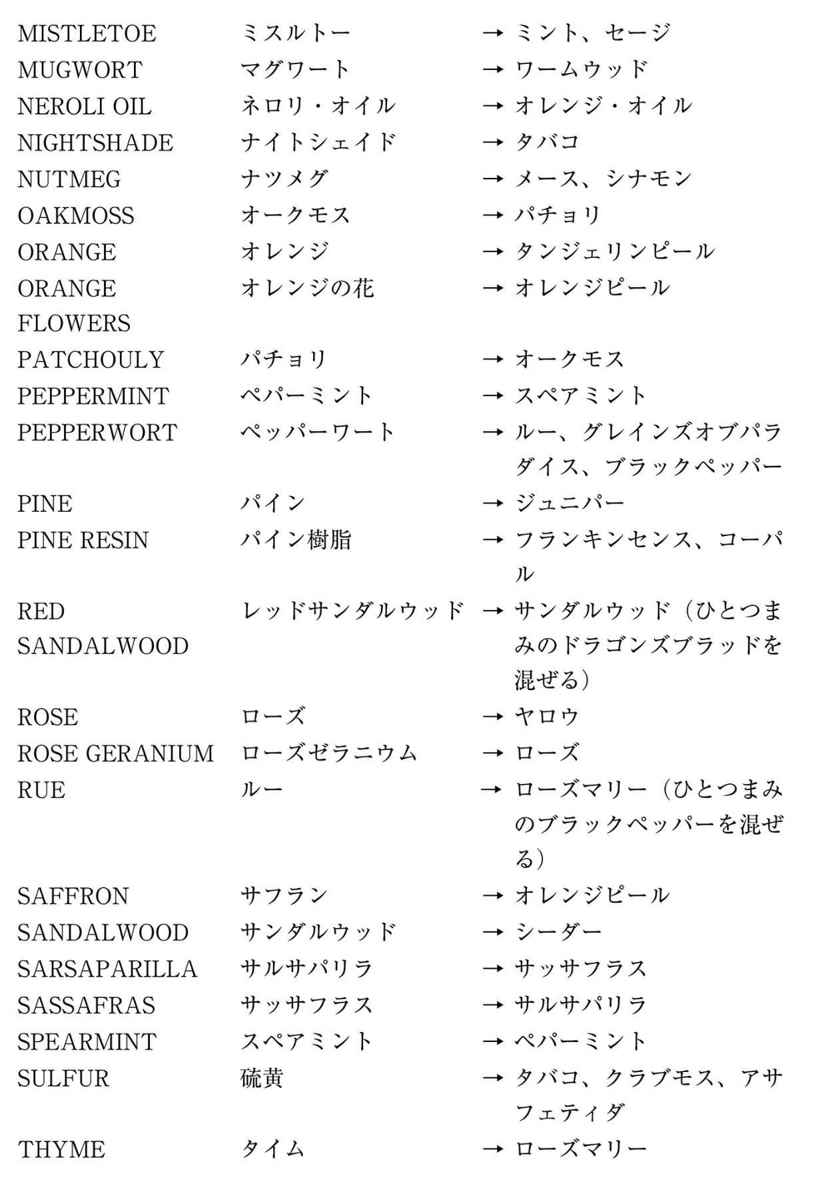 MISTLETOE ミスルトー → ミント、セージ
MUGWORT マグワート → ワームウッド
NEROLI OIL ネロリ・オイル → オレンジ・オイル
NIGHTSHADE ナイトシェイド → タバコ
NUTMEG ナツメグ → メース、シナモン
OAKMOSS オークモス → パチョリ
ORANGE オレンジ → タンジェリンピール
ORANGE オレンジの花 → オレンジピール
FLOWERS
PATCHOULY パチョリ → オークモス
PEPPERMINT ペパーミント → スペアミント
PEPPERWORT ペッパーワート → ルー、グレインズオブパラ
ダイス、ブラックペッパー
PINE パイン → ジュニパー
PINE RESIN パイン樹脂 → フランキンセンス、コーパ
ル
RED レッドサンダルウッド → サンダルウッド（ひとつま
SANDALWOOD みのドラゴンズブラッドを
混ぜる）
ROSE ローズ → ヤロウ
ROSE GERANIUM ローズゼラニウム → ローズ
RUE ルー → ローズマリー（ひとつまみ
のブラックペッパーを混ぜ
る）
SAFFRON サフラン → オレンジピール
SANDALWOOD サンダルウッド → シーダー
SARSAPARILLA サルサパリラ → サッサフラス
SASSAFRAS サッサフラス → サルサパリラ
SPEARMINT スペアミント → ペパーミント
SULFUR 硫黄 → タバコ、クラブモス、アサ
フェティダ
THYME タイム → ローズマリー